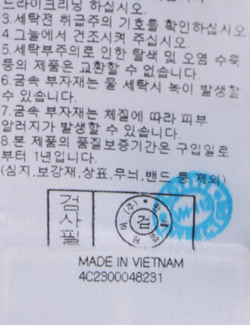 드라이크리닝 하십시오.
3.세탁전 취급주의 기호를 확인하십시오
4.그늘에서 건조시켜 주십시오.
5.세탁부주의로 인한 탈색 및 오염 수축
등의 제품은 교환할 수 없습니다.
6.금속 부자재는 물 세탁시 녹이 발생할
수 있습니다.
7.금속 부자재는 체질에 따라 피부
알러지가 발생할 수 있습니다.
8.본 제품의 품질보증기간은 구입일로
부터 1년입니다.
(심지,보강재,상표,무늬,밴드 등 제외)
검사필
검
(주)
MADE IN VIETNAM
4C2300048231